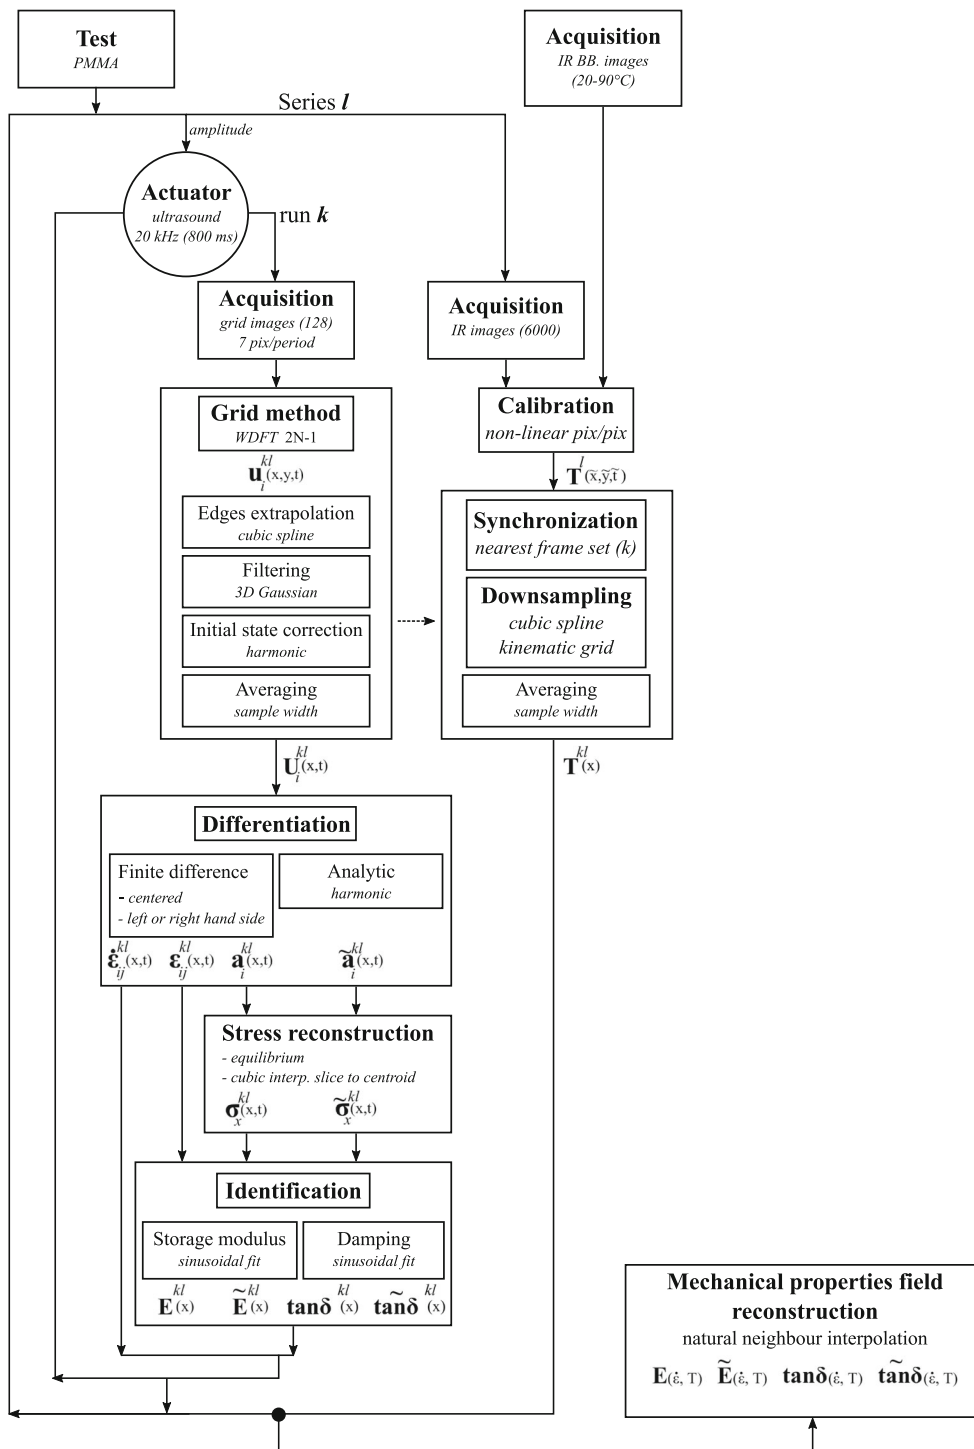 Test
PMMA
Acquisition
IR BB. images
(20-90°C)
Series l
amplitude
Actuator
ultrasound
20 kHz (800 ms)
run k
Acquisition
grid images (128)
7 pix/period
Acquisition
IR images (6000)
Grid method
WDFT 2N-1
u_i^{kl}(x,y,t)
Edges extrapolation
cubic spline
Filtering
3D Gaussian
Initial state correction
harmonic
Averaging
sample width
Calibration
non-linear pix/pix
T^l(x̃,ỹ,t̃)
Synchronization
nearest frame set (k)
Downsampling
cubic spline
kinematic grid
Averaging
sample width
U_i^{kl}(x,t)
T^{kl}(x)
Differentiation
Finite difference
- centered
- left or right hand side
Analytic
harmonic
ε̇_{ij}^{kl}(x,t) ε_{ij}^{kl}(x,t) a_i^{kl}(x,t) ã_i^{kl}(x,t)
Stress reconstruction
- equilibrium
- cubic interp. slice to centroid
σ_x^{kl}(x,t) σ̃_x^{kl}(x,t)
Identification
Storage modulus
sinusoidal fit
Damping
sinusoidal fit
E^{kl}(x) Ẽ^{kl}(x) tanδ^{kl}(x) tañδ^{kl}(x)
Mechanical properties field
reconstruction
natural neighbour interpolation
E(ε̇, T) Ẽ(ε̇, T) tanδ(ε̇, T) tañδ(ε̇, T)